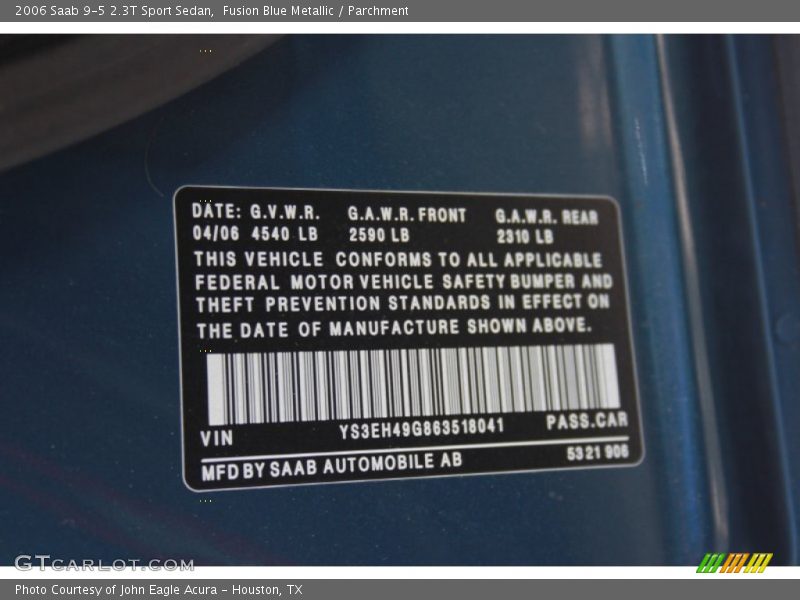 2006 Saab 9-5 2.3T Sport Sedan,  Fusion Blue Metallic / Parchment
DATE: G.V.W.R. G.A.W.R. FRONT G.A.W.R. REAR
04/06 4540 LB 2590 LB 2310 LB
THIS VEHICLE CONFORMS TO ALL APPLICABLE
FEDERAL MOTOR VEHICLE SAFETY BUMPER AND
THEFT PREVENTION STANDARDS IN EFFECT ON
THE DATE OF MANUFACTURE SHOWN ABOVE.
VIN YS3EH49G863518041 PASS.CAR
MFD BY SAAB AUTOMOBILE AB 53 21 906
GTCARLOT.COM
Photo Courtesy of John Eagle Acura - Houston, TX